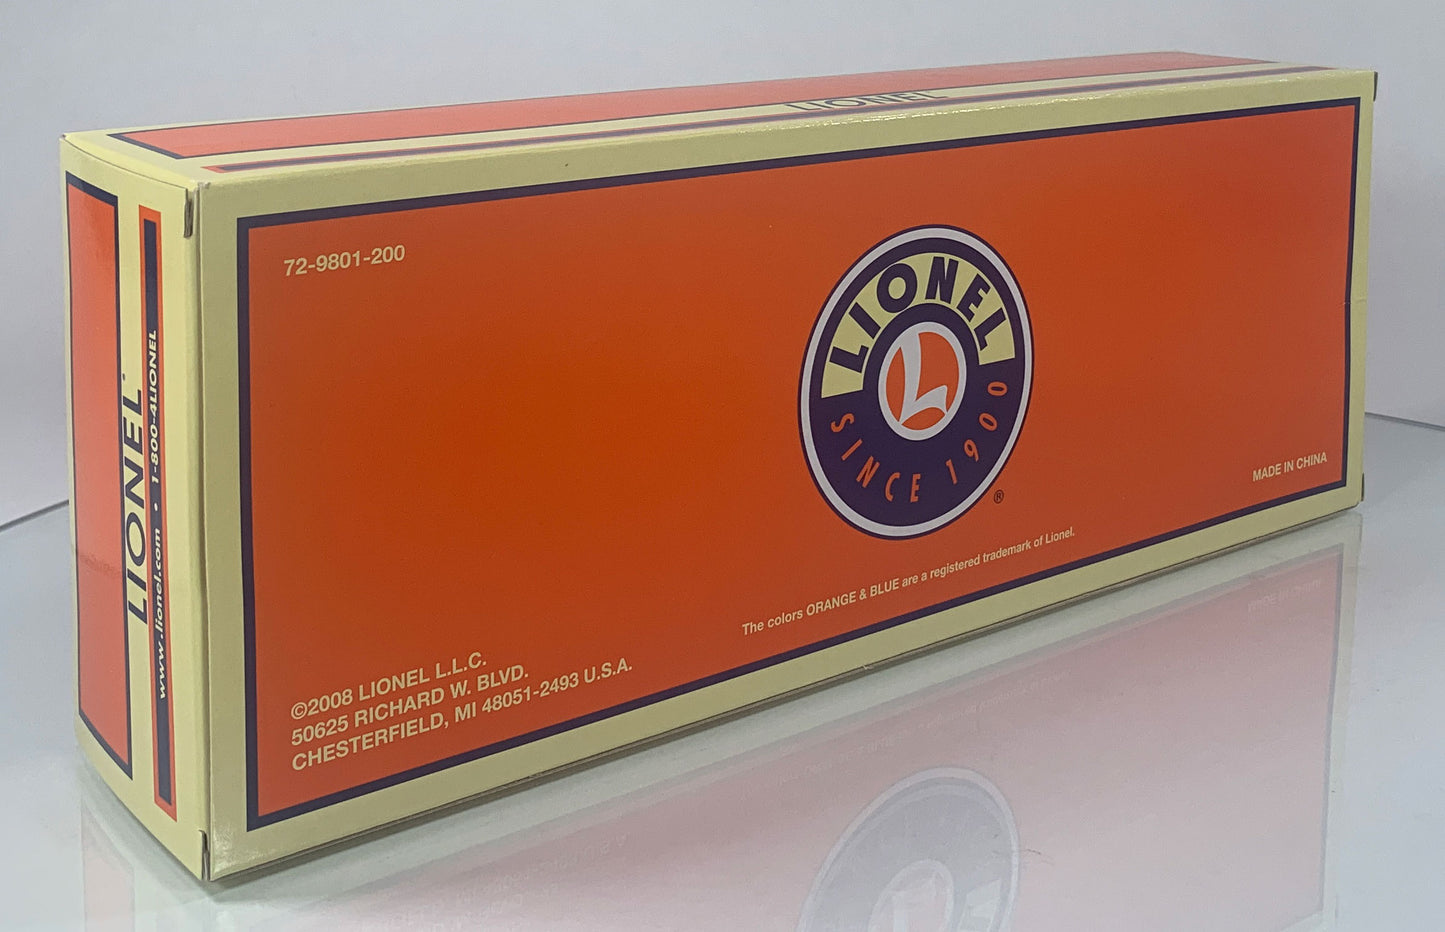 LIONEL
72-9801-200
LIONEL
SINCE 1900
®
MADE IN CHINA
The colors ORANGE & BLUE are a registered trademark of Lionel.
©2008 LIONEL L.L.C.
50625 RICHARD W. BLVD.
CHESTERFIELD, MI 48051-2493 U.S.A.
LIONEL
www.lionel.com • 1-800-4LIONEL